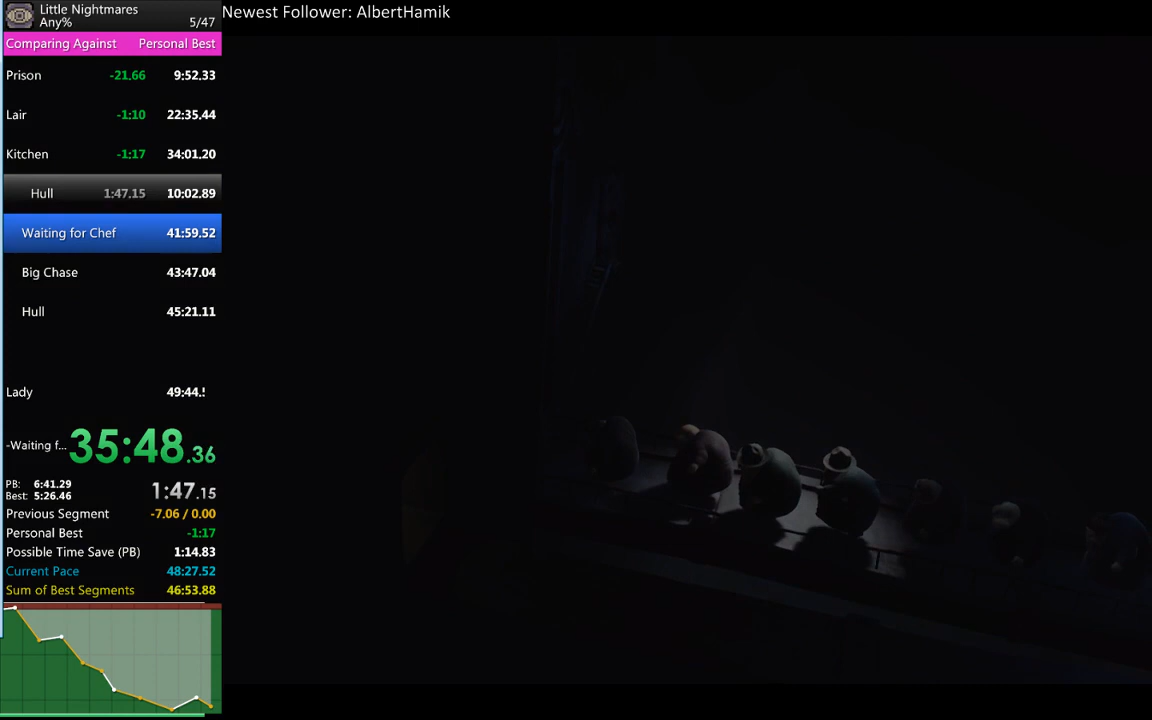 Little Nightmares
Any% 5/47
Newest Follower: AlbertHamik
Comparing Against Personal Best
Prison -21.66 9:52.33
Lair -1:10 22:35.44
Kitchen -1:17 34:01.20
Hull 1:47.15 10:02.89
Waiting for Chef 41:59.52
Big Chase 43:47.04
Hull 45:21.11
Lady 49:44.!
-Waiting f... 35:48.36
PB: 6:41.29
Best: 5:26.46
1:47.15
Previous Segment -7.06 / 0.00
Personal Best -1:17
Possible Time Save (PB) 1:14.83
Current Pace 48:27.52
Sum of Best Segments 46:53.88